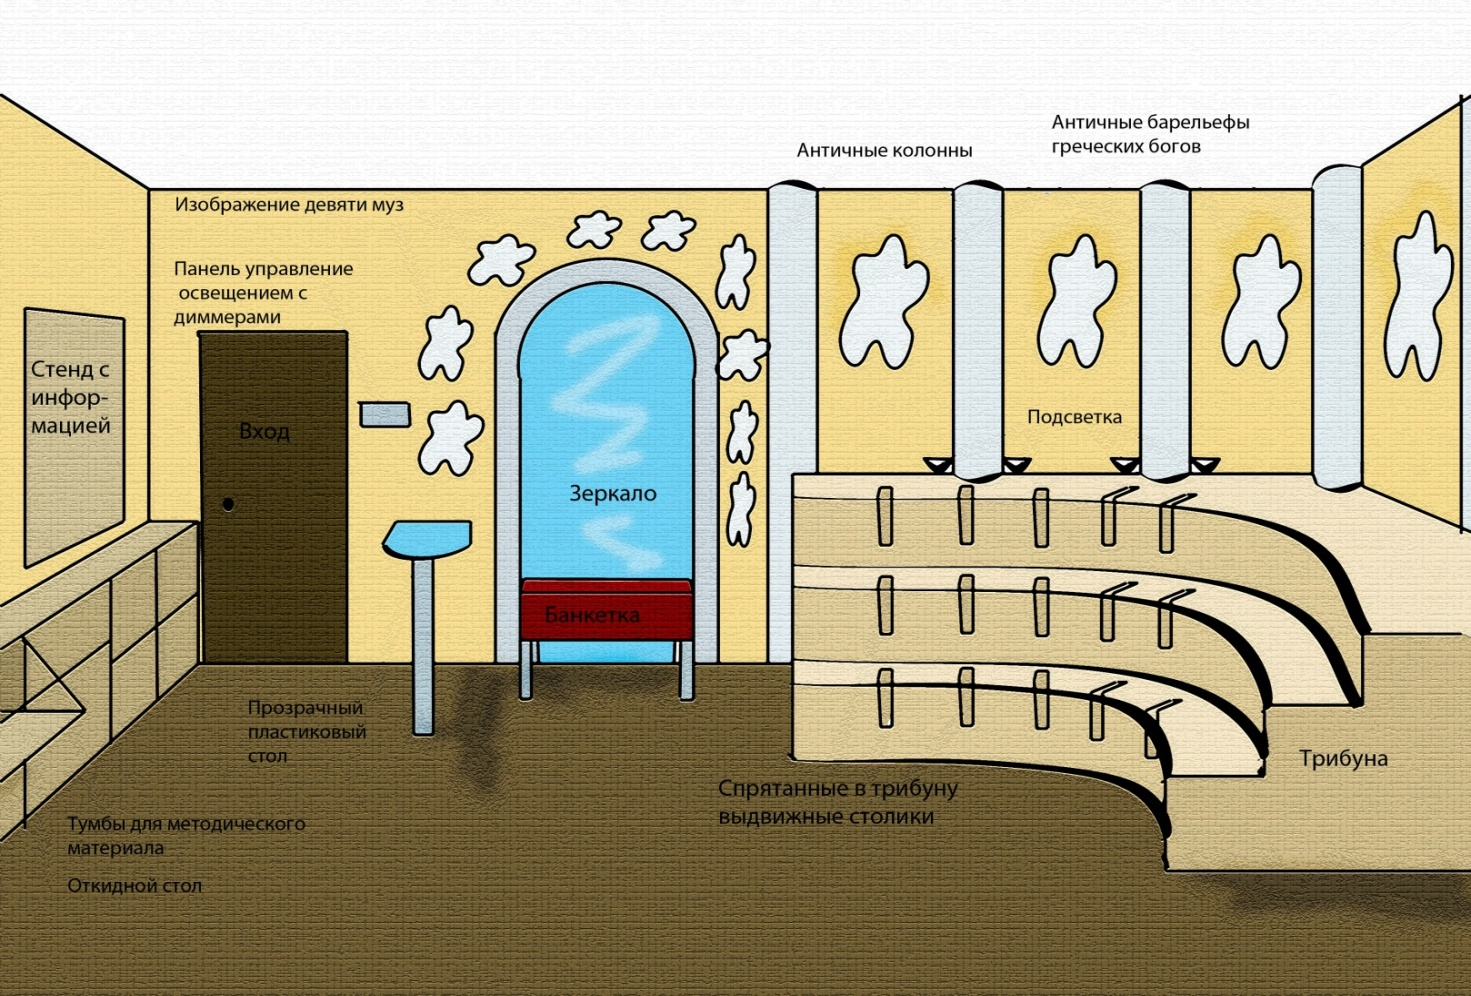 Античные барельефы
греческих богов
Античные колонны
Изображение девяти муз
Панель управление
освещением с
диммерами
Стенд с
инфор-
мацией
Вход
Подсветка
Зеркало
Банкетка
Прозрачный
пластиковый
стол
Трибуна
Спрятанные в трибуну
выдвижные столики
Тумбы для методического
материала
Откидной стол